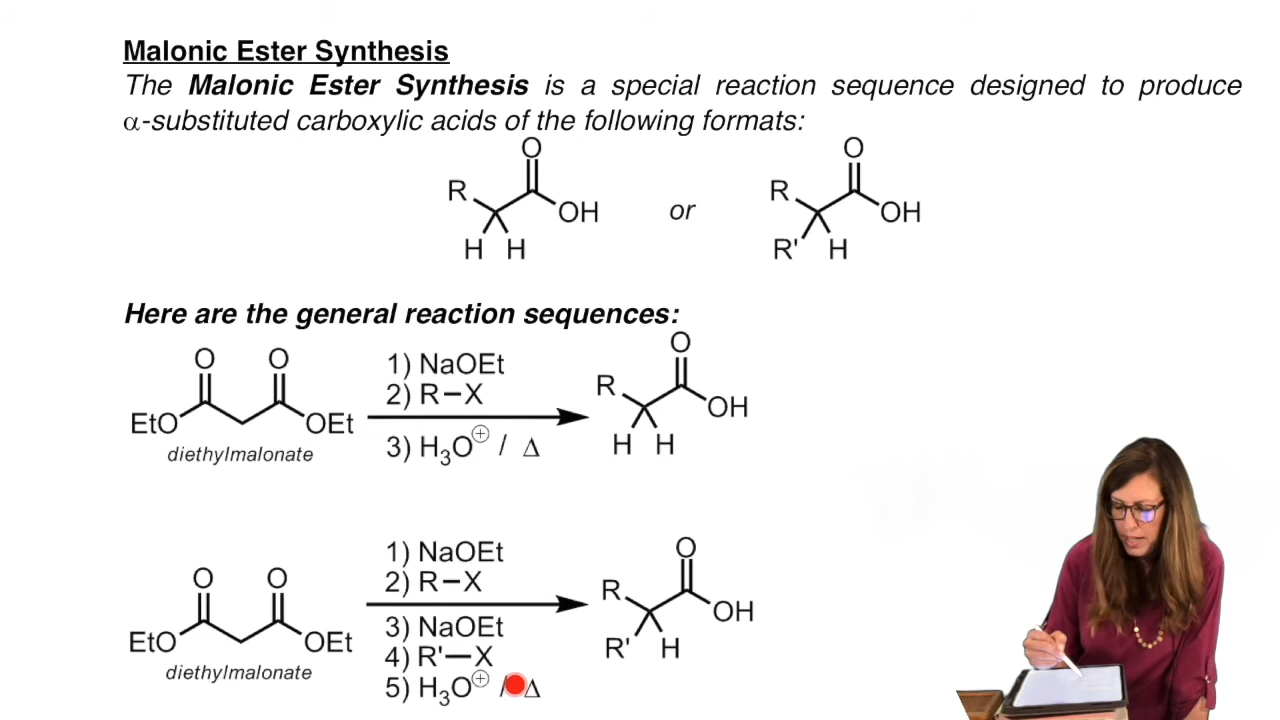 Malonic Ester Synthesis
The Malonic Ester Synthesis is a special reaction sequence designed to produce
α-substituted carboxylic acids of the following formats:
O O
R R
OH or OH
H H R' H
Here are the general reaction sequences:
O O 1) NaOEt O
2) R–X R
EtO OEt OH
diethylmalonate 3) H₃O⊕ / Δ H H
O O 1) NaOEt O
2) R–X R
EtO OEt 3) NaOEt OH
4) R'–X R' H
diethylmalonate 5) H₃O⊕ / Δ